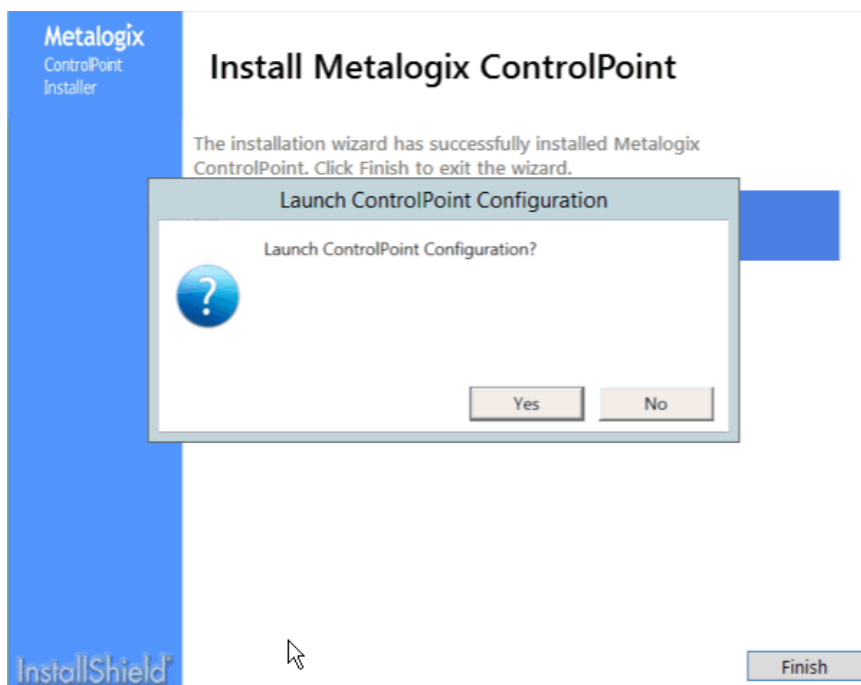 Metalogix
ControlPoint
Installer
Install Metalogix ControlPoint
The installation wizard has successfully installed Metalogix
ControlPoint. Click Finish to exit the wizard.
Launch ControlPoint Configuration
Launch ControlPoint Configuration?
?
Yes
No
InstallShield
Finish